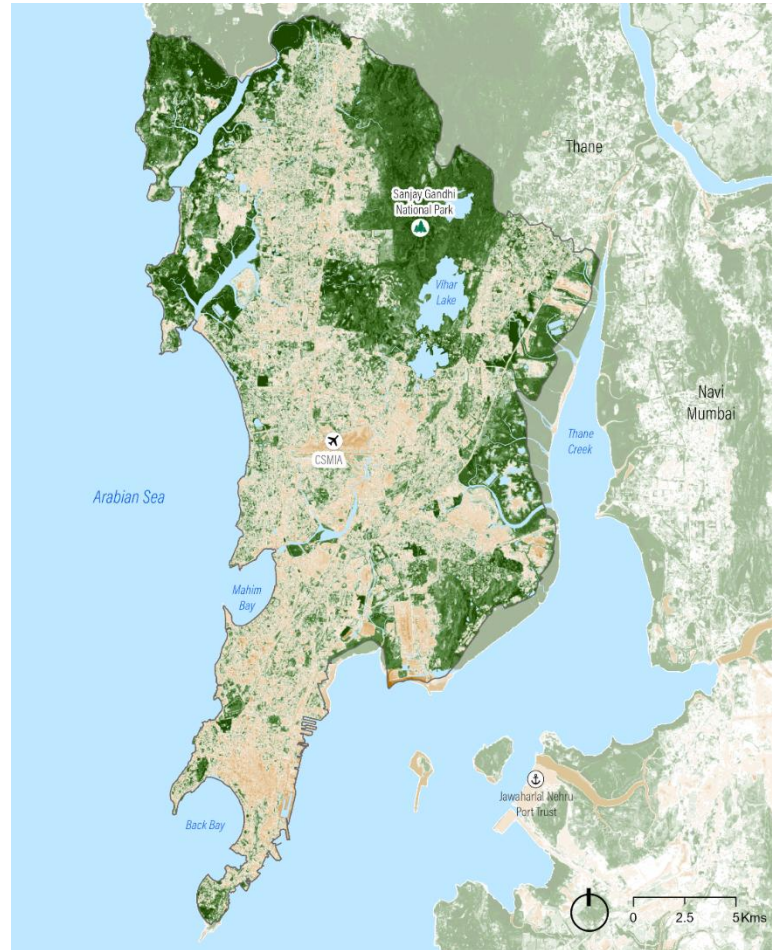 Thane
Sanjay Gandhi
National Park
Vihar
Lake
Navi
Mumbai
Thane
Creek
CSMIA
Arabian Sea
Mahim
Bay
Jawaharlal Nehru
Port Trust
Back Bay
0 2.5 5Kms